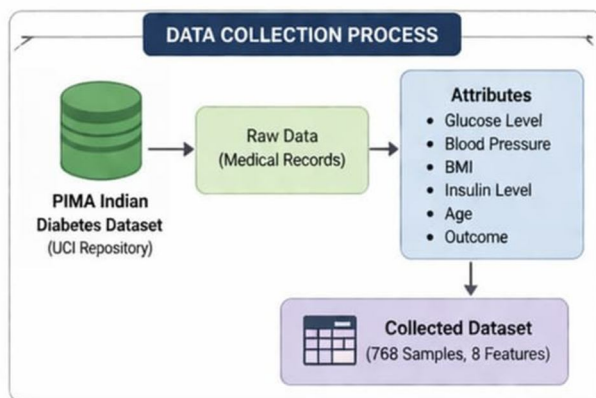 DATA COLLECTION PROCESS
PIMA Indian
Diabetes Dataset
(UCI Repository)
Raw Data
(Medical Records)
Attributes
• Glucose Level
• Blood Pressure
• BMI
• Insulin Level
• Age
• Outcome
Collected Dataset
(768 Samples, 8 Features)